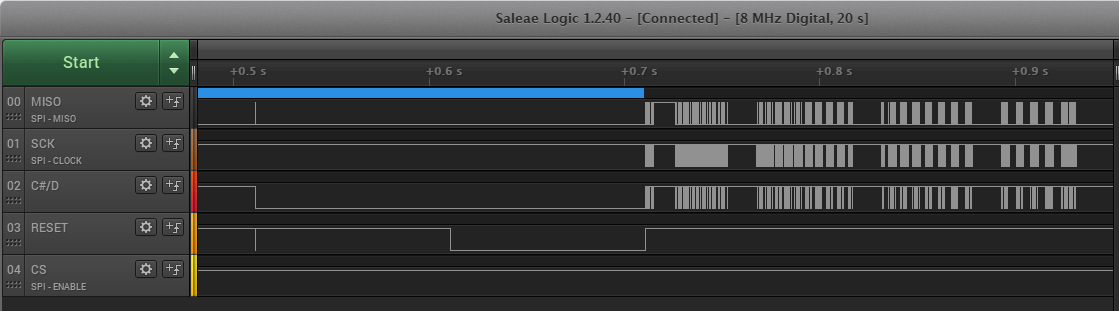 Saleae Logic 1.2.40 - [Connected] - [8 MHz Digital, 20 s]
Start
+0.5 s +0.6 s +0.7 s +0.8 s +0.9 s
00 MISO
SPI - MISO
01 SCK
SPI - CLOCK
02 C#/D
03 RESET
04 CS
SPI - ENABLE